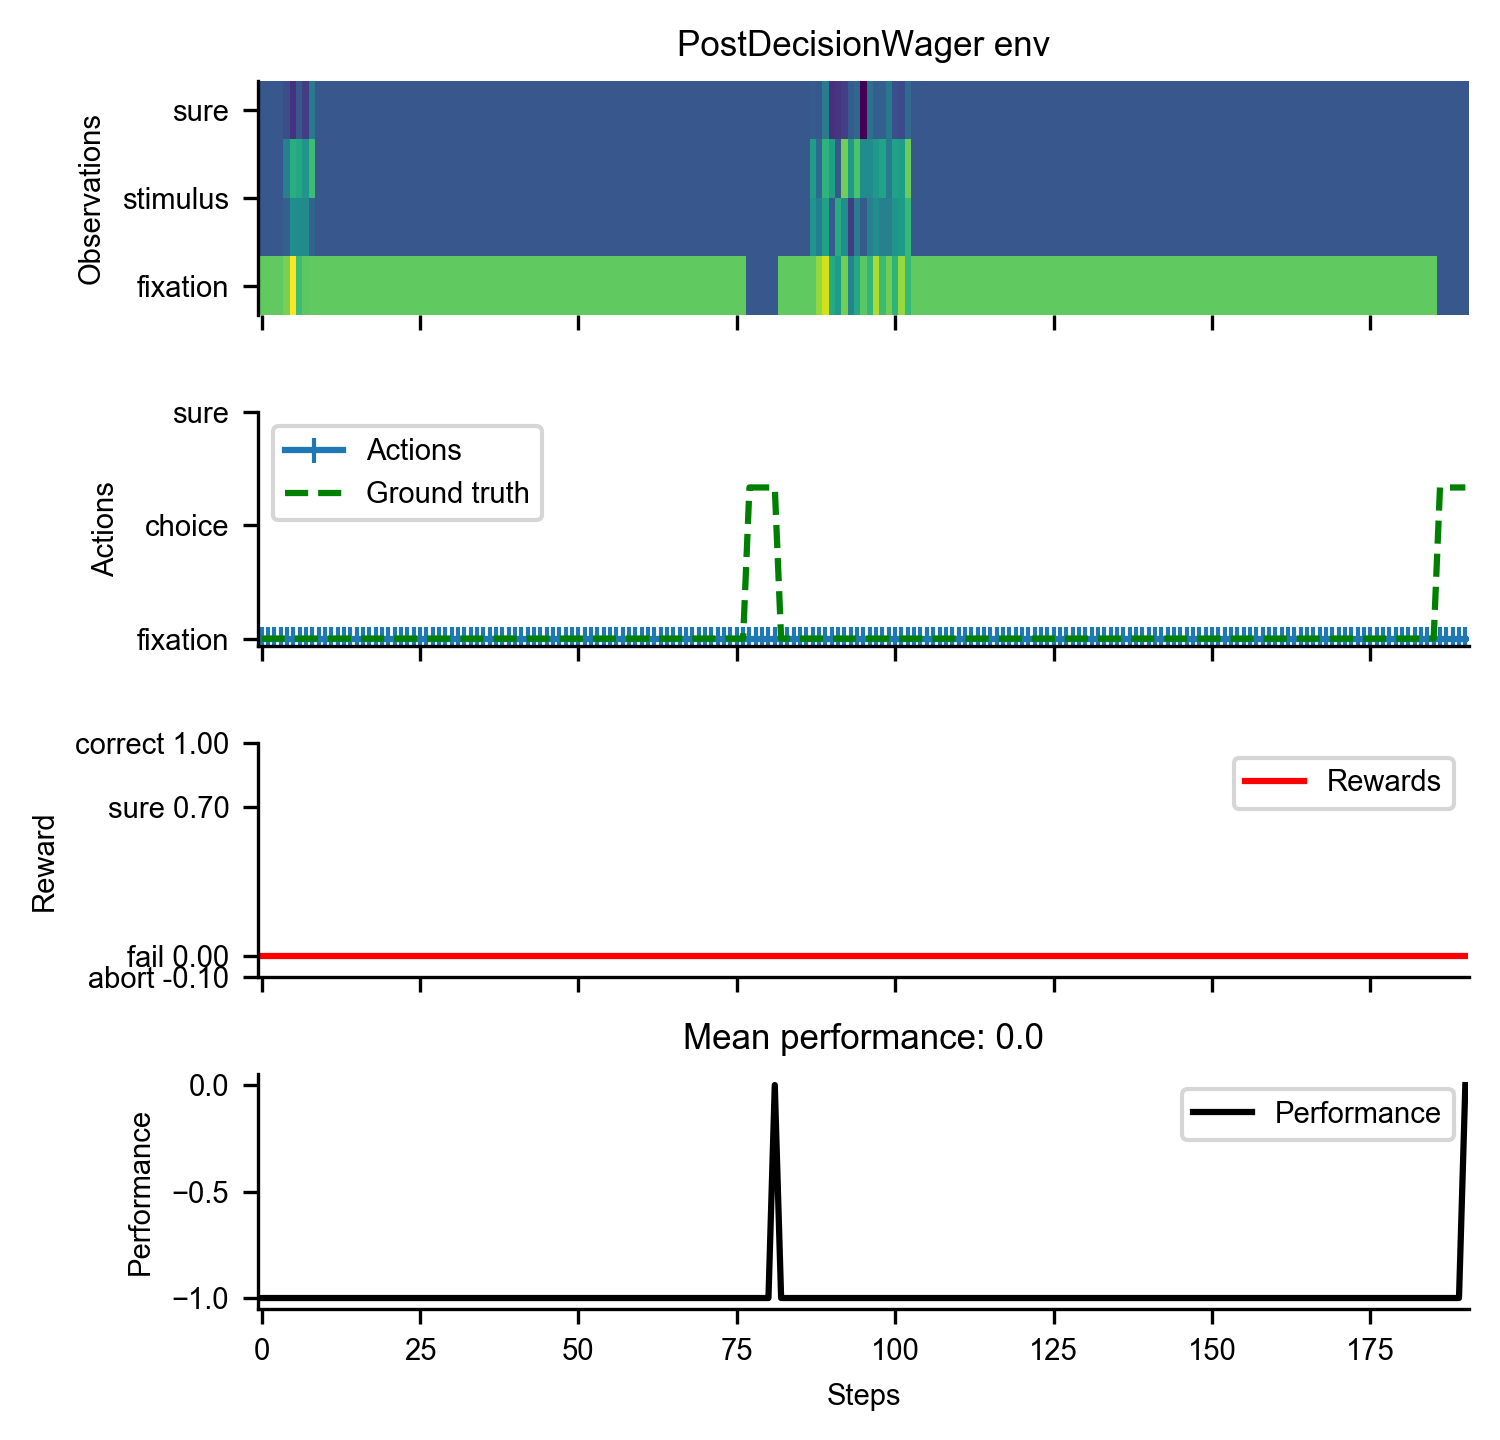 PostDecisionWager env
Observations
sure
stimulus
fixation
Actions
sure
choice
fixation
Actions
Ground truth
Reward
correct 1.00
sure 0.70
fail 0.00
abort -0.10
Rewards
Mean performance: 0.0
Performance
0.0
−0.5
−1.0
Performance
0 25 50 75 100 125 150 175
Steps